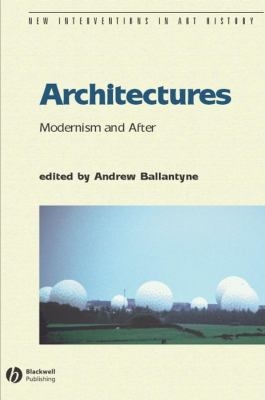 NEW INTERVENTIONS IN ART HISTORY
Architectures
Modernism and After
edited by Andrew Ballantyne
Blackwell
Publishing